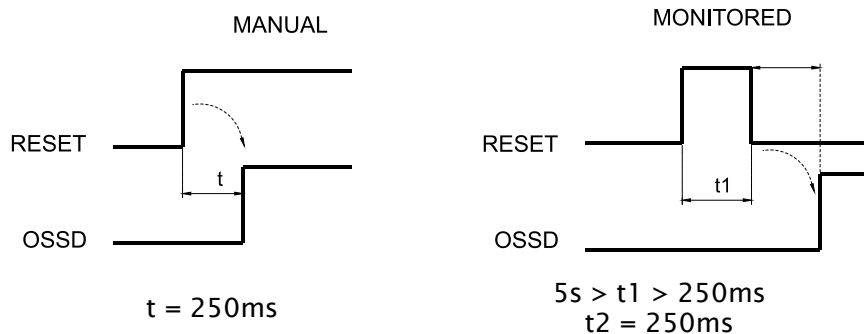 MANUAL
RESET
t
OSSD
t = 250ms
MONITORED
RESET
t1
OSSD
5s > t1 > 250ms
t2 = 250ms